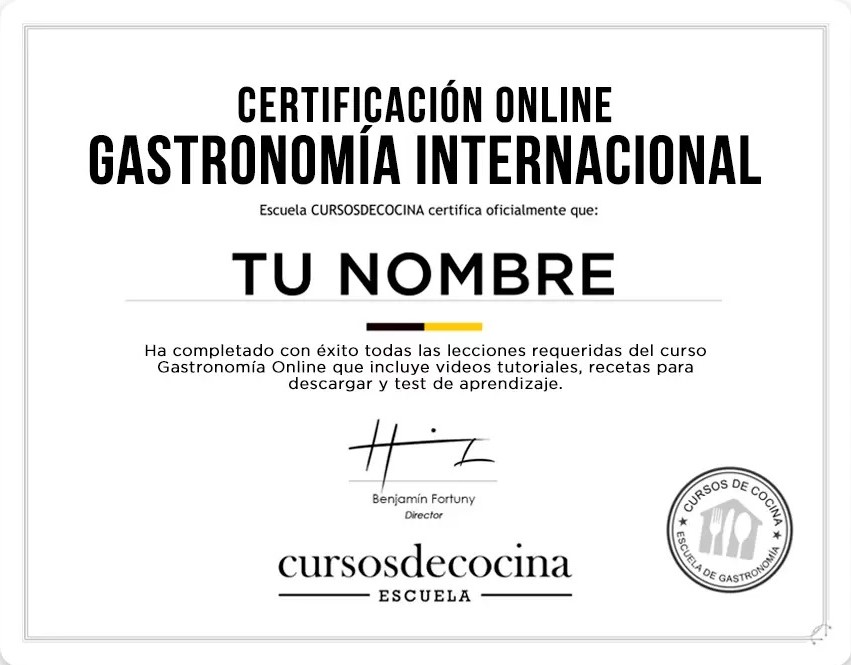 CERTIFICACIÓN ONLINE
GASTRONOMÍA INTERNACIONAL
Escuela CURSOSDECOCINA certifica oficialmente que:
TU NOMBRE
Ha completado con éxito todas las lecciones requeridas del curso
Gastronomía Online que incluye videos tutoriales, recetas para
descargar y test de aprendizaje.
Benjamín Fortuny
Director
cursosdecocina
ESCUELA
CURSOS DE COCINA
ESCUELA DE GASTRONOMÍA